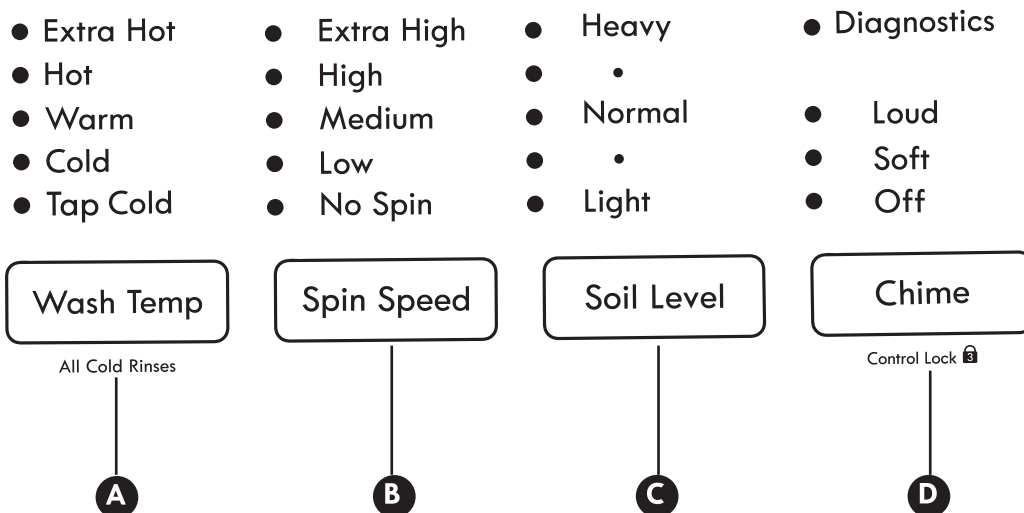 Extra Hot
Hot
Warm
Cold
Tap Cold
Wash Temp
All Cold Rinses
A
Extra High
High
Medium
Low
No Spin
Spin Speed
B
Heavy
Normal
Light
Soil Level
C
Diagnostics
Loud
Soft
Off
Chime
Control Lock 3
D